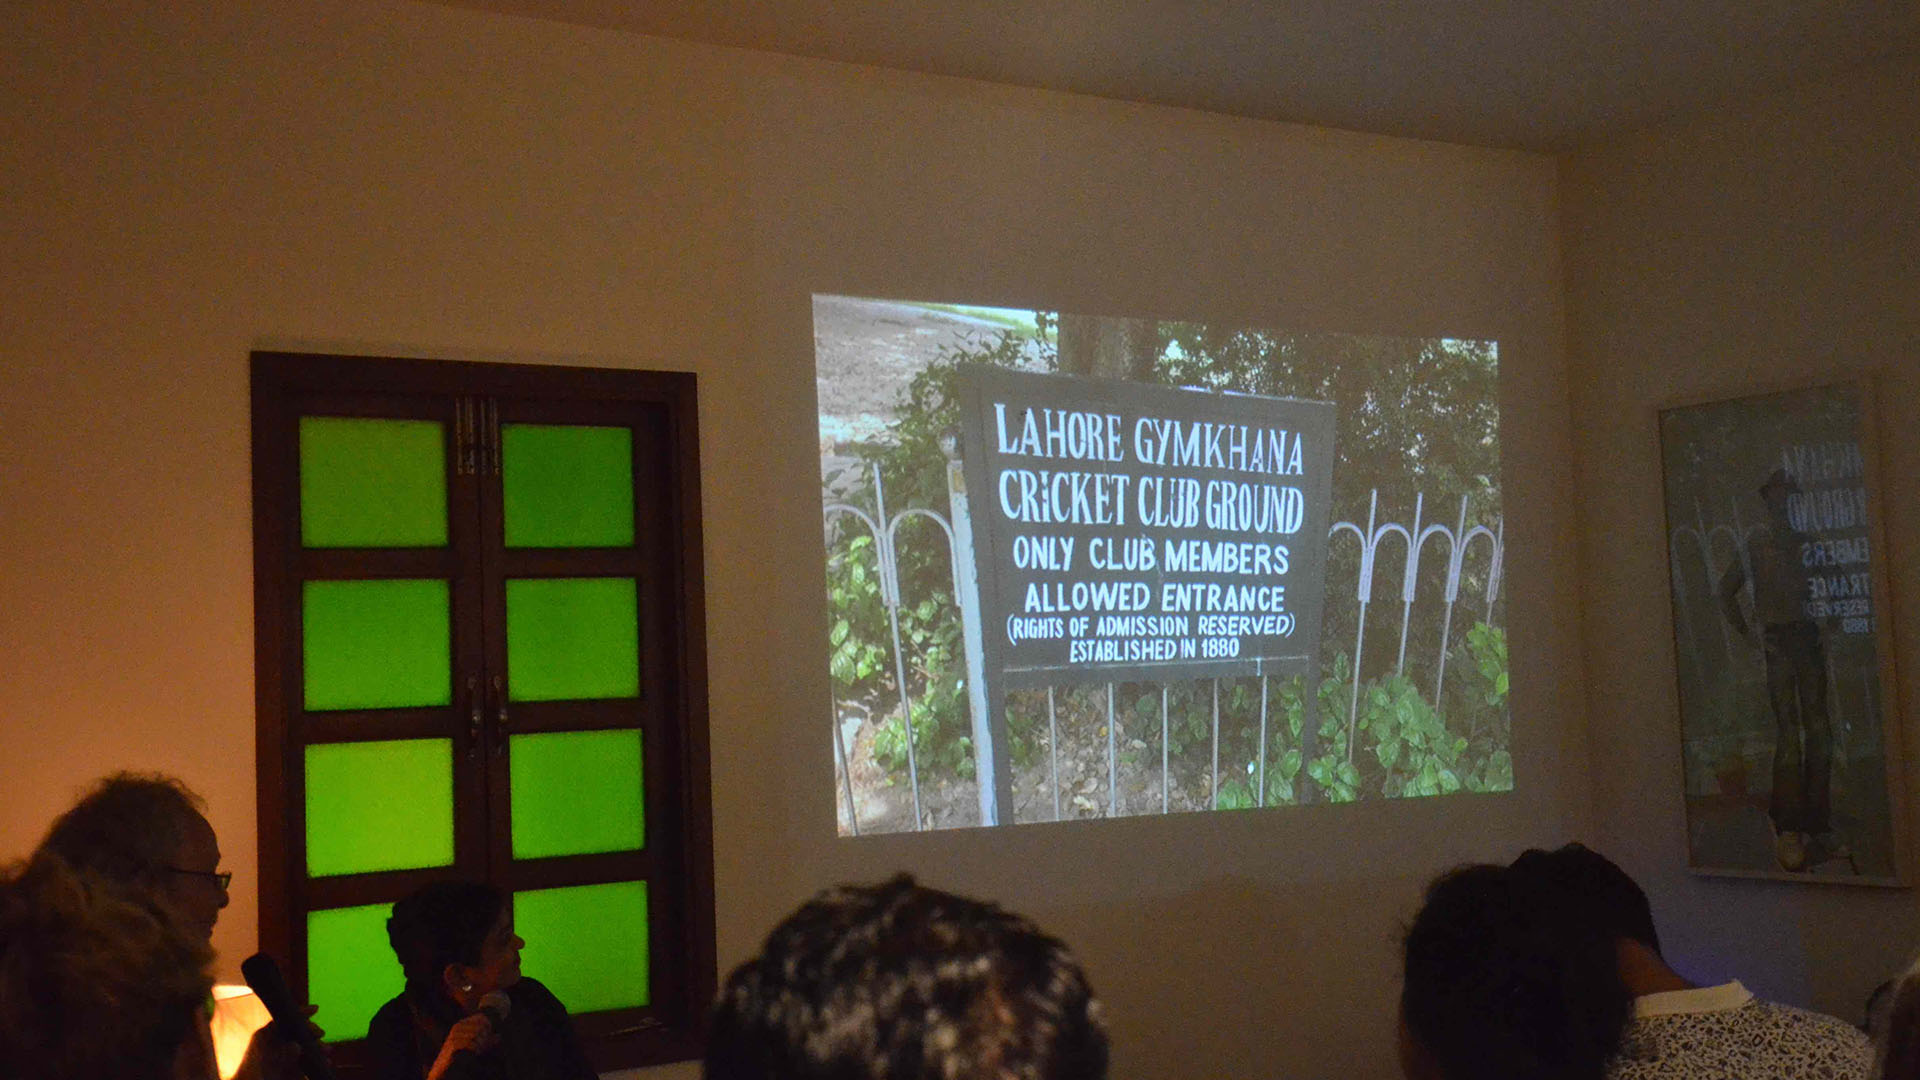 LAHORE GYMKHANA
CRICKET CLUB GROUND
ONLY CLUB MEMBERS
ALLOWED ENTRANCE
(RIGHTS OF ADMISSION RESERVED)
ESTABLISHED IN 1880